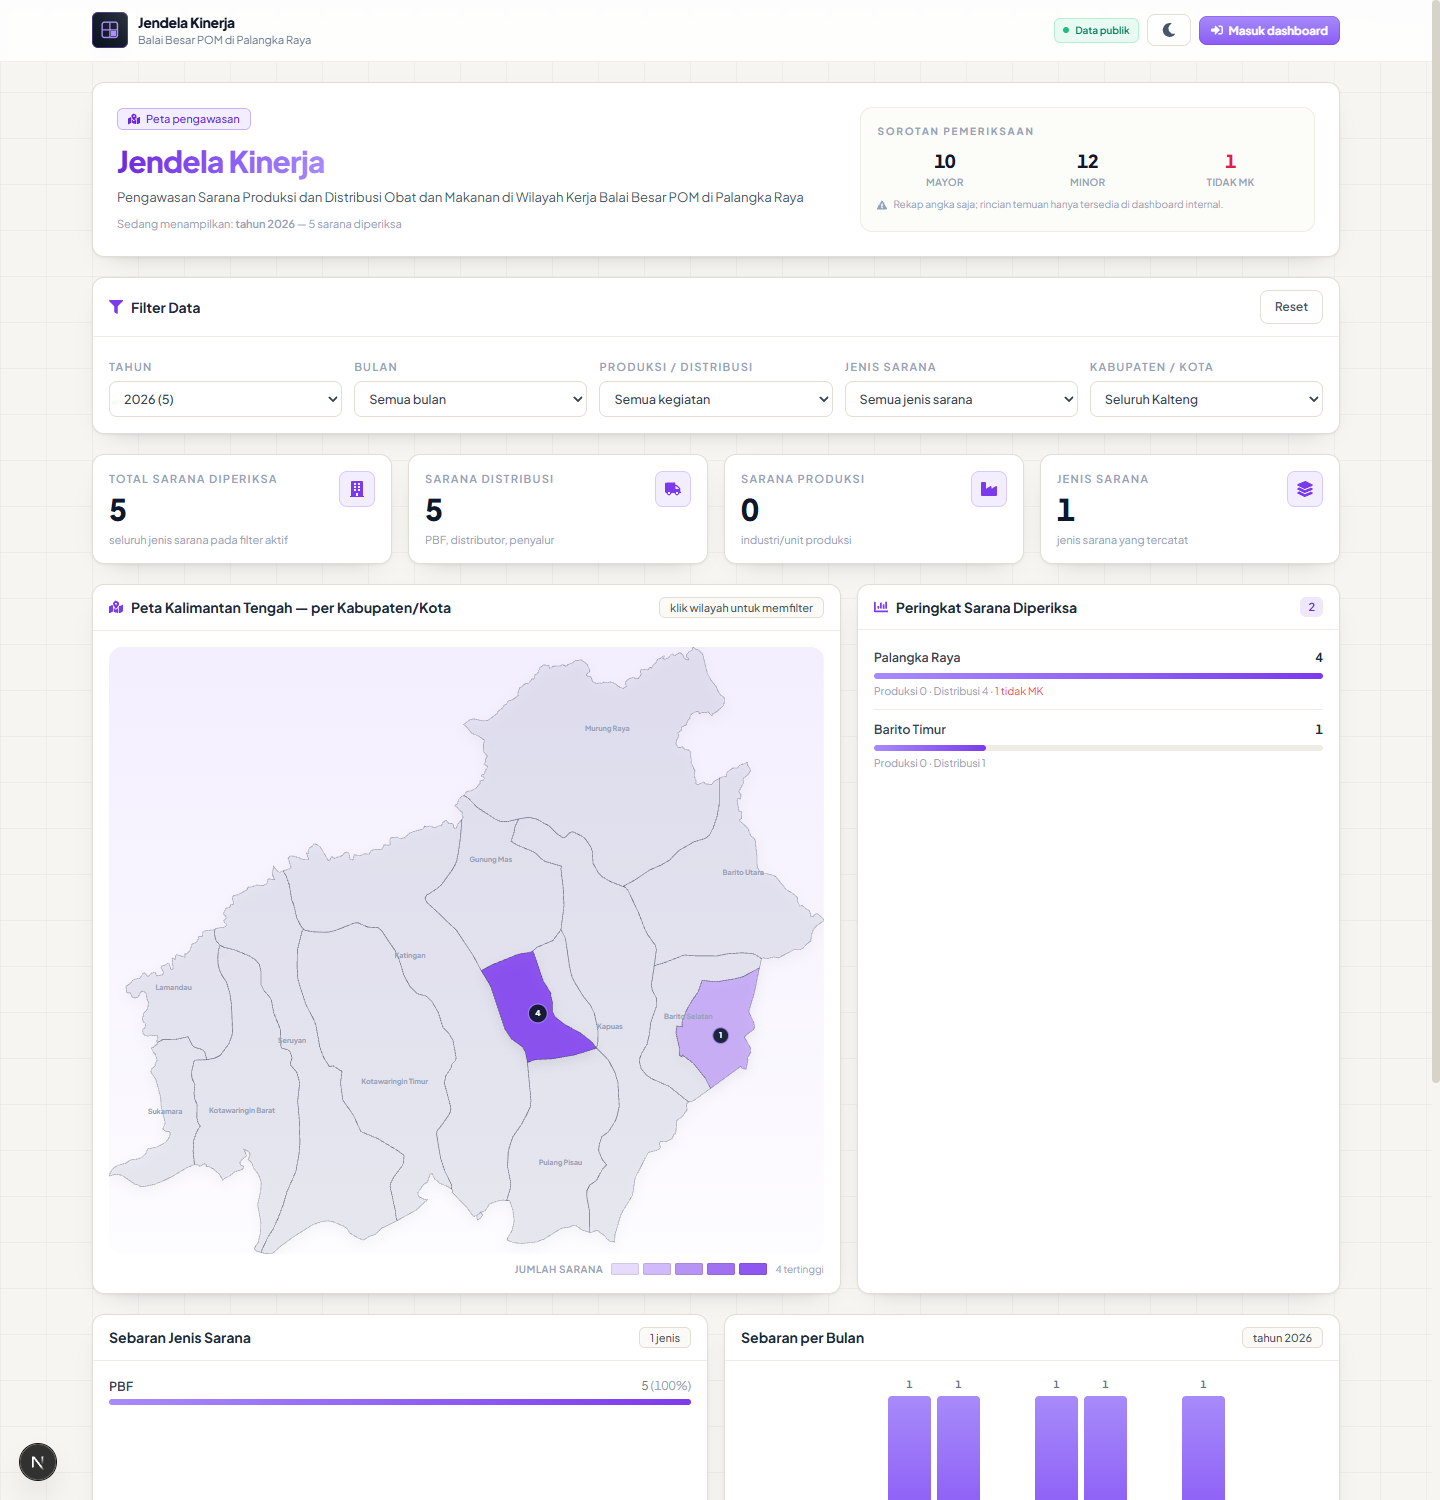 Jendela Kinerja
Balai Besar POM di Palangka Raya
Data publik
Masuk dashboard
Peta pengawasan
Jendela Kinerja
Pengawasan Sarana Produksi dan Distribusi Obat dan Makanan di Wilayah Kerja Balai Besar POM di Palangka Raya
Sedang menampilkan: tahun 2026 — 5 sarana diperiksa
SOROTAN PEMERIKSAAN
10 12 1
MAYOR MINOR TIDAK MK
Rekap angka saja; rincian temuan hanya tersedia di dashboard internal.
Filter Data
Reset
TAHUN BULAN PRODUKSI / DISTRIBUSI JENIS SARANA KABUPATEN / KOTA
2026 (5) Semua bulan Semua kegiatan Semua jenis sarana Seluruh Kalteng
TOTAL SARANA DIPERIKSA
5
seluruh jenis sarana pada filter aktif
SARANA DISTRIBUSI
5
PBF, distributor, penyalur
SARANA PRODUKSI
0
industri/unit produksi
JENIS SARANA
1
jenis sarana yang tercatat
Peta Kalimantan Tengah — per Kabupaten/Kota
klik wilayah untuk memfilter
Murung Raya
Gunung Mas
Barito Utara
Katingan
Lamandau
4
Barito Selatan
Kapuas
1
Seruyan
Kotawaringin Timur
Sukamara
Kotawaringin Barat
Pulang Pisau
JUMLAH SARANA
4 tertinggi
Peringkat Sarana Diperiksa
2
Palangka Raya 4
Produksi 0 · Distribusi 4 · 1 tidak MK
Barito Timur 1
Produksi 0 · Distribusi 1
Sebaran Jenis Sarana
1 jenis
PBF 5 (100%)
Sebaran per Bulan
tahun 2026
1 1 1 1 1
N